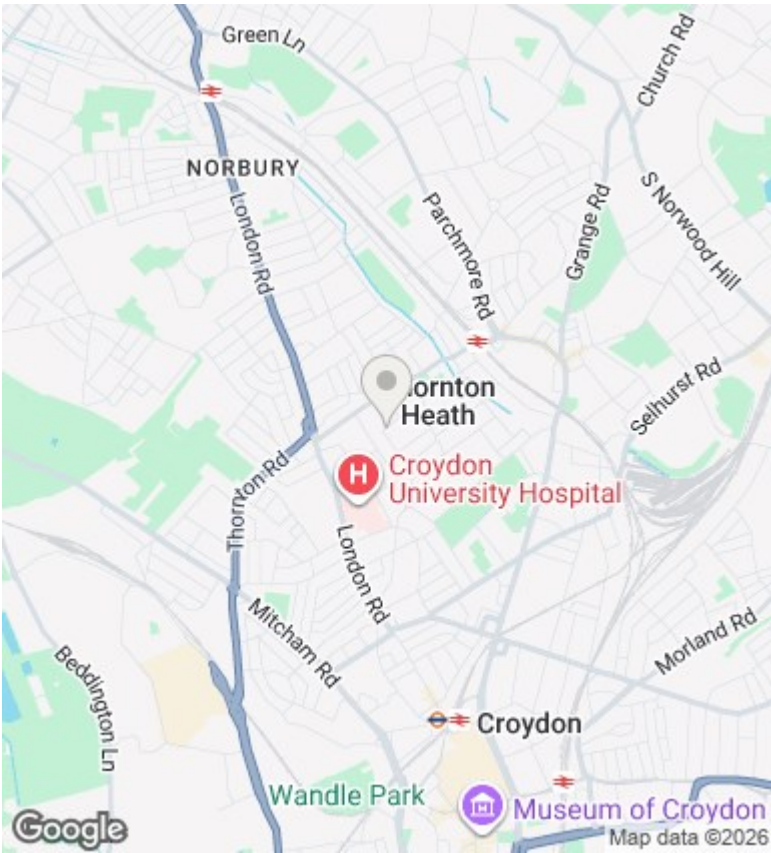 Green Ln
Church Rd
NORBURY
S Norwood Hill
London Rd
Parchmore Rd
Grange Rd
Selhurst Rd
Thornton Rd
ornton
Heath
H
Croydon
University Hospital
London Rd
Mitcham Rd
Morland Rd
Beddington Ln
Croydon
Wandle Park
Museum of Croydon
Google
Map data ©2026